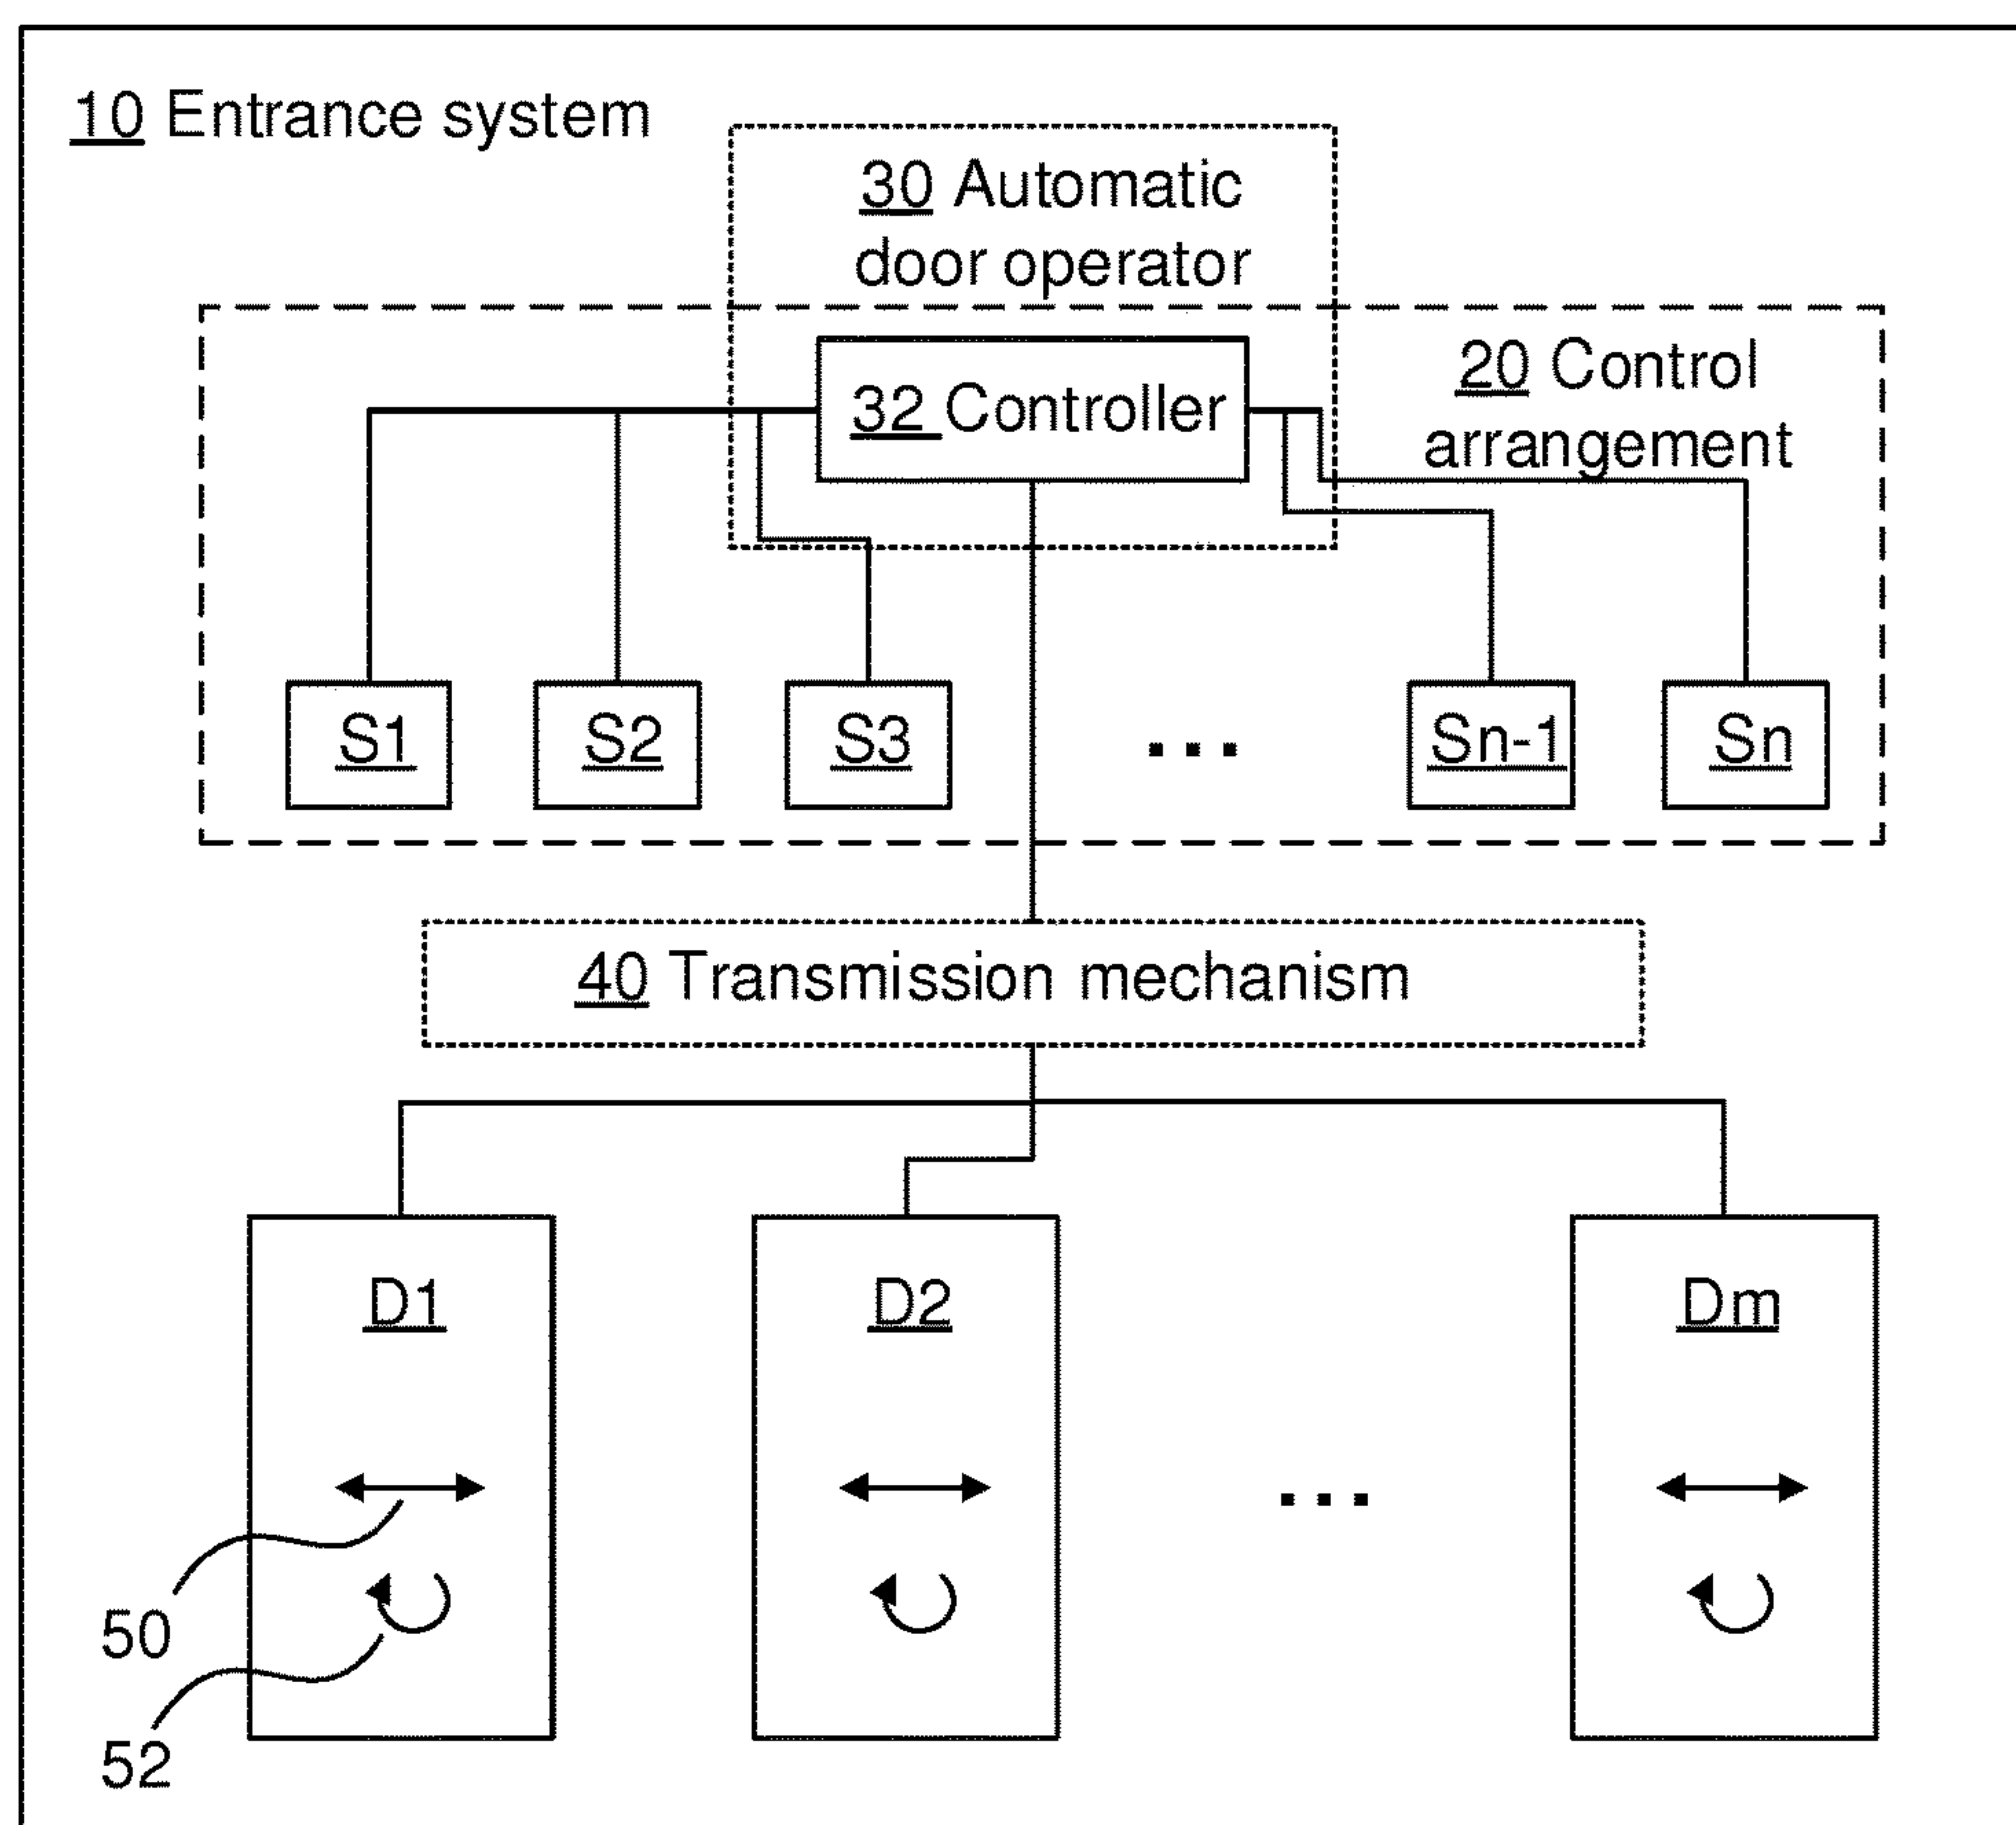 10 Entrance system
30 Automatic
door operator
32 Controller
20 Control
arrangement
S1 S2 S3 ... Sn-1 Sn
40 Transmission mechanism
D1 D2 Dm
...
50
52